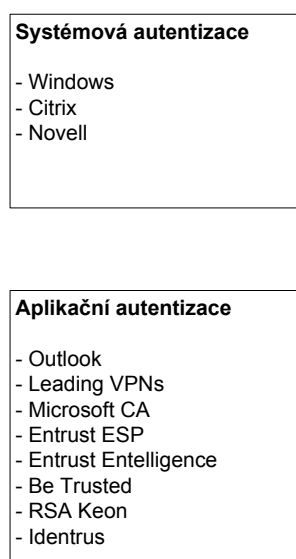 Systémová autentizace
- Windows
- Citrix
- Novell
Aplikační autentizace
- Outlook
- Leading VPNs
- Microsoft CA
- Entrust ESP
- Entrust Entelligence
- Be Trusted
- RSA Keon
- Identrus